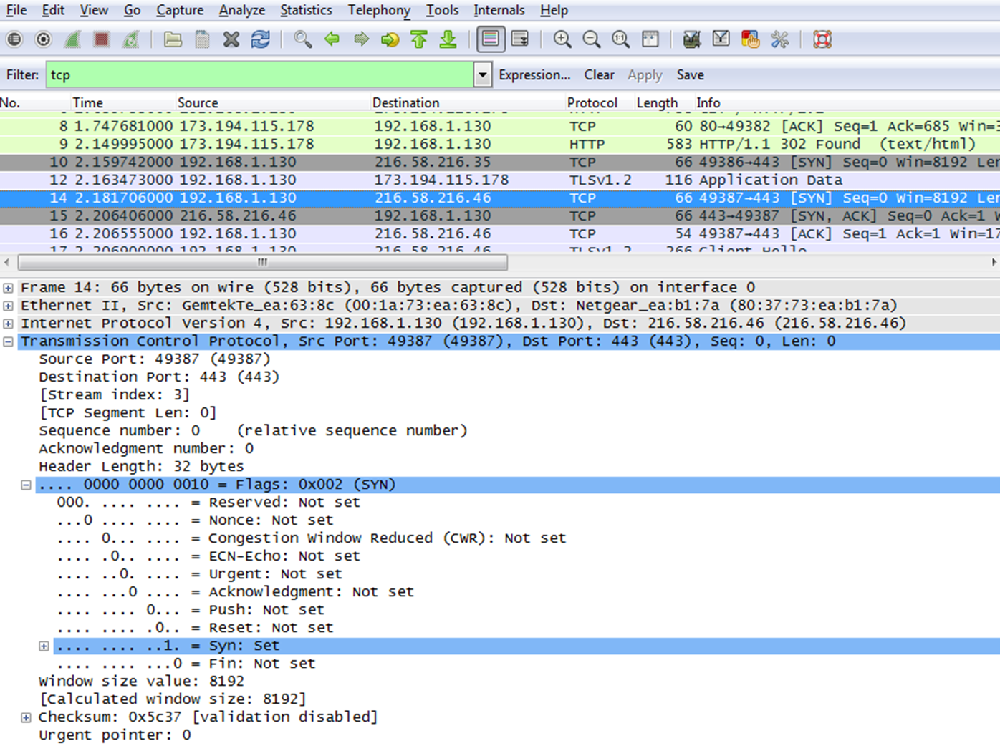 File Edit View Go Capture Analyze Statistics Telephony Tools Internals Help
Filter: tcp Expression... Clear Apply Save
No. Time Source Destination Protocol Length Info
8 1.747681000 173.194.115.178 192.168.1.130 TCP 60 80→49382 [ACK] Seq=1 Ack=685 Win=3
9 2.149995000 173.194.115.178 192.168.1.130 HTTP 583 HTTP/1.1 302 Found (text/html)
10 2.159742000 192.168.1.130 216.58.216.35 TCP 66 49386→443 [SYN] Seq=0 Win=8192 Len
12 2.163473000 192.168.1.130 173.194.115.178 TLSv1.2 116 Application Data
14 2.181706000 192.168.1.130 216.58.216.46 TCP 66 49387→443 [SYN] Seq=0 Win=8192 Len
15 2.206406000 216.58.216.46 192.168.1.130 TCP 66 443→49387 [SYN, ACK] Seq=0 Ack=1 W
16 2.206555000 192.168.1.130 216.58.216.46 TCP 54 49387→443 [ACK] Seq=1 Ack=1 Win=17
17 2.206900000 192.168.1.130 216.58.216.46 TLSv1.2 266 Client Hello
Frame 14: 66 bytes on wire (528 bits), 66 bytes captured (528 bits) on interface 0
Ethernet II, Src: GemtekTe_ea:63:8c (00:1a:73:ea:63:8c), Dst: Netgear_ea:b1:7a (80:37:73:ea:b1:7a)
Internet Protocol Version 4, Src: 192.168.1.130 (192.168.1.130), Dst: 216.58.216.46 (216.58.216.46)
Transmission Control Protocol, Src Port: 49387 (49387), Dst Port: 443 (443), Seq: 0, Len: 0
Source Port: 49387 (49387)
Destination Port: 443 (443)
[Stream index: 3]
[TCP Segment Len: 0]
Sequence number: 0 (relative sequence number)
Acknowledgment number: 0
Header Length: 32 bytes
.... 0000 0000 0010 = Flags: 0x002 (SYN)
000. .... .... = Reserved: Not set
...0 .... .... = Nonce: Not set
.... 0... .... = Congestion Window Reduced (CWR): Not set
.... .0.. .... = ECN-Echo: Not set
.... ..0. .... = Urgent: Not set
.... ...0 .... = Acknowledgment: Not set
.... .... 0... = Push: Not set
.... .... .0.. = Reset: Not set
.... .... ..1. = Syn: Set
.... .... ...0 = Fin: Not set
Window size value: 8192
[Calculated window size: 8192]
Checksum: 0x5c37 [validation disabled]
Urgent pointer: 0